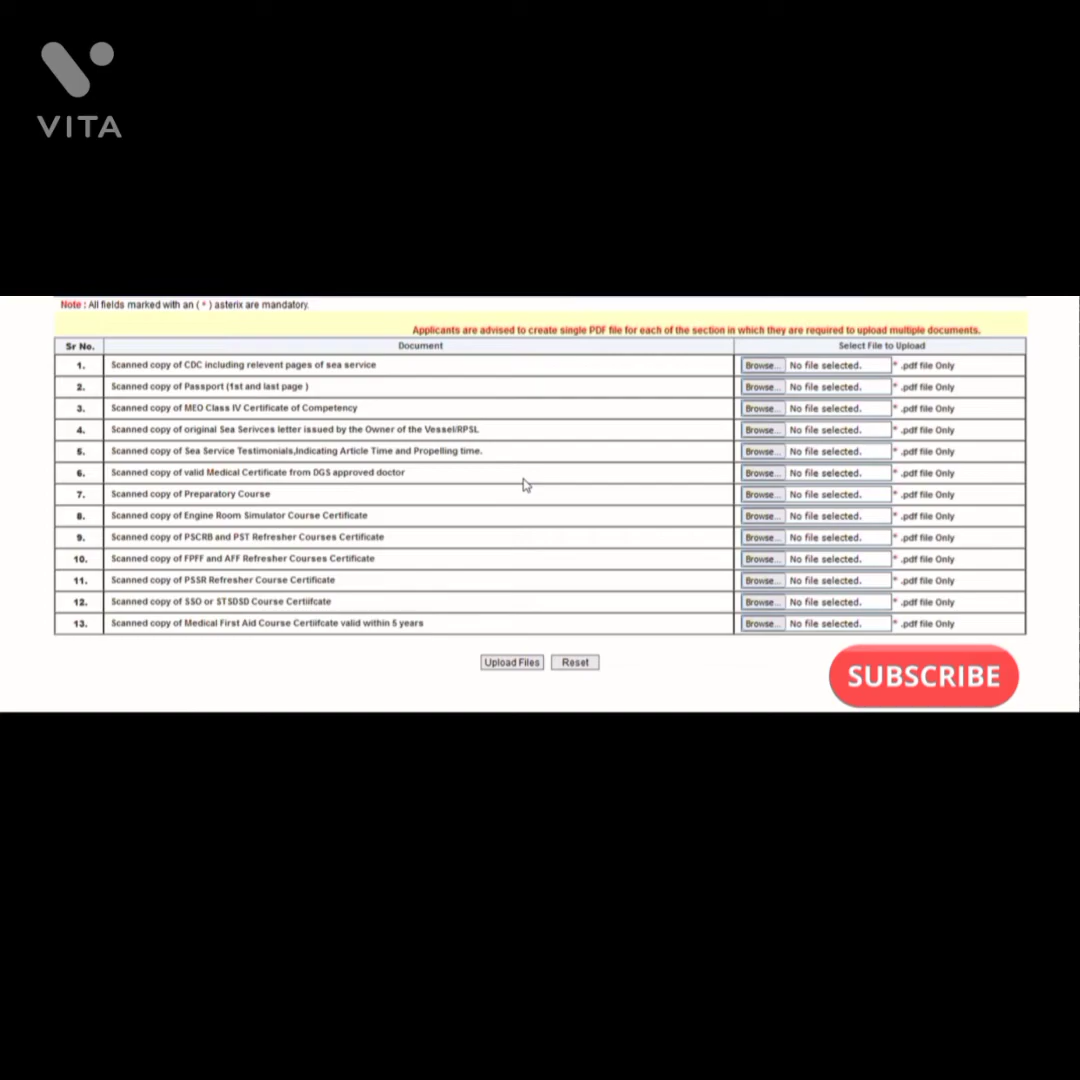 VITA
Note : All fields marked with an ( * ) asterix are mandatory.
Applicants are advised to create single PDF file for each of the section in which they are required to upload multiple documents.
Sr No. Document Select File to Upload
1. Scanned copy of CDC including relevent pages of sea service Browse... No file selected. * .pdf file Only
2. Scanned copy of Passport (1st and last page ) Browse... No file selected. * .pdf file Only
3. Scanned copy of MEO Class IV Certificate of Competency Browse... No file selected. * .pdf file Only
4. Scanned copy of original Sea Serivces letter issued by the Owner of the Vessel/RPSL Browse... No file selected. * .pdf file Only
5. Scanned copy of Sea Service Testimonials,Indicating Article Time and Propelling time. Browse... No file selected. * .pdf file Only
6. Scanned copy of valid Medical Certificate from DGS approved doctor Browse... No file selected. * .pdf file Only
7. Scanned copy of Preparatory Course Browse... No file selected. * .pdf file Only
8. Scanned copy of Engine Room Simulator Course Certificate Browse... No file selected. * .pdf file Only
9. Scanned copy of PSCRB and PST Refresher Courses Certificate Browse... No file selected. * .pdf file Only
10. Scanned copy of FPFF and AFF Refresher Courses Certificate Browse... No file selected. * .pdf file Only
11. Scanned copy of PSSR Refresher Course Certificate Browse... No file selected. * .pdf file Only
12. Scanned copy of SSO or STSDSD Course Certiifcate Browse... No file selected. * .pdf file Only
13. Scanned copy of Medical First Aid Course Certiifcate valid within 5 years Browse... No file selected. * .pdf file Only
Upload Files Reset
SUBSCRIBE